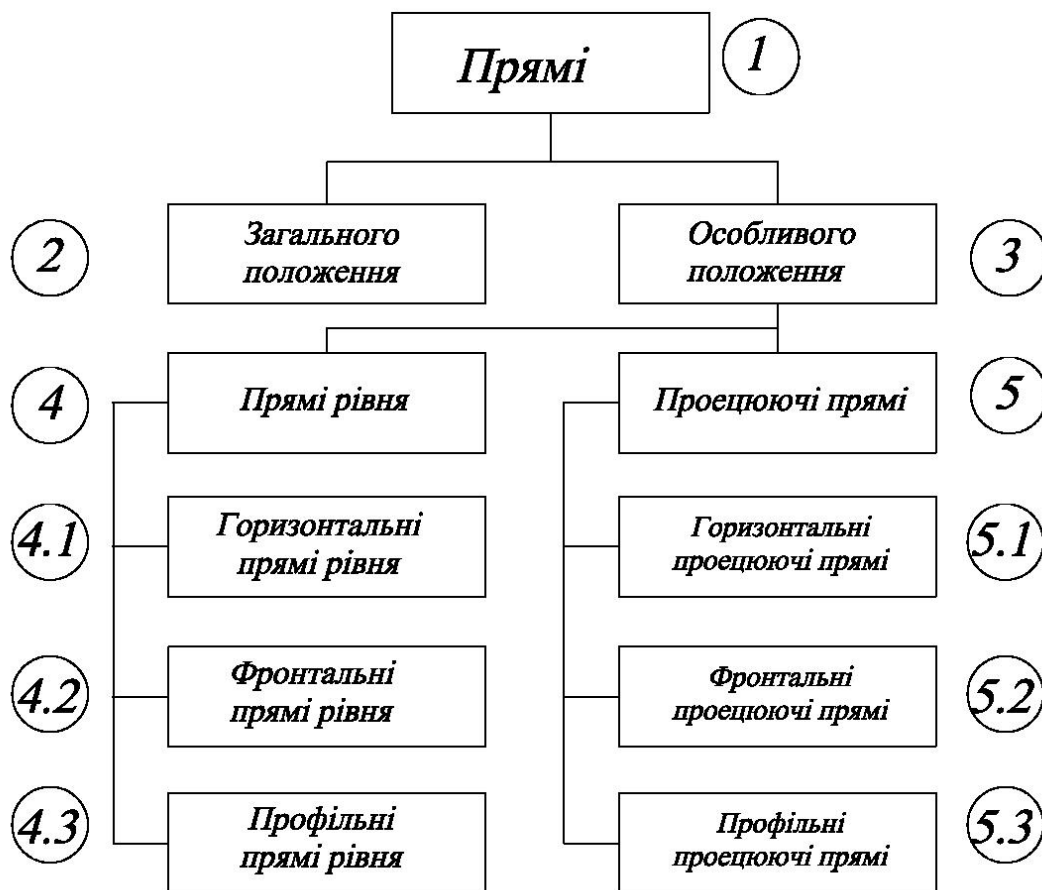 Прямі
1
2
Загального
положення
Особливого
положення
3
4
Прямі рівня
Проецюючі прямі
5
4.1
Горизонтальні
прямі рівня
Горизонтальні
проецюючі прямі
5.1
4.2
Фронтальні
прямі рівня
Фронтальні
проецюючі прямі
5.2
4.3
Профільні
прямі рівня
Профільні
проецюючі прямі
5.3